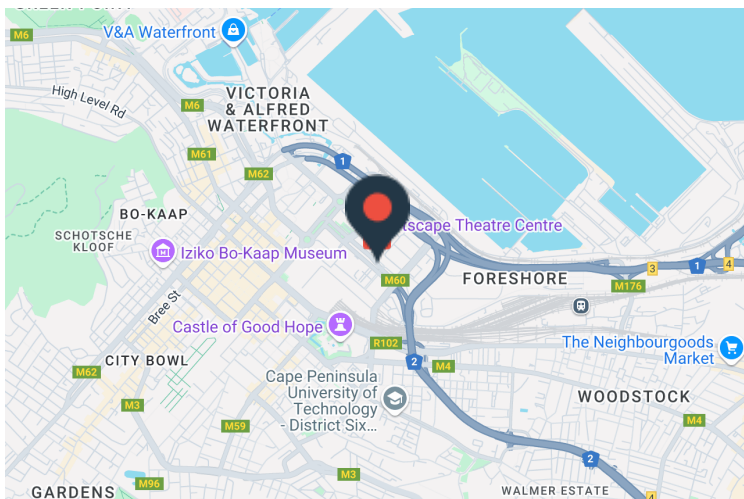 M6
V&A Waterfront
High Level Rd
M6
VICTORIA
& ALFRED
WATERFRONT
M61
1
M62
BO-KAAP
SCHOTSCHE
KLOOF
Iziko Bo-Kaap Museum
tscape Theatre Centre
M60
FORESHORE
3
1
4
M176
Bree St
Castle of Good Hope
R102
The Neighbourgoods
Market
CITY BOWL
2
M4
M62
Cape Peninsula
University of
Technology
- District Six...
WOODSTOCK
M3
M59
M4
M3
2
M96
GARDENS
WALMER ESTATE
4